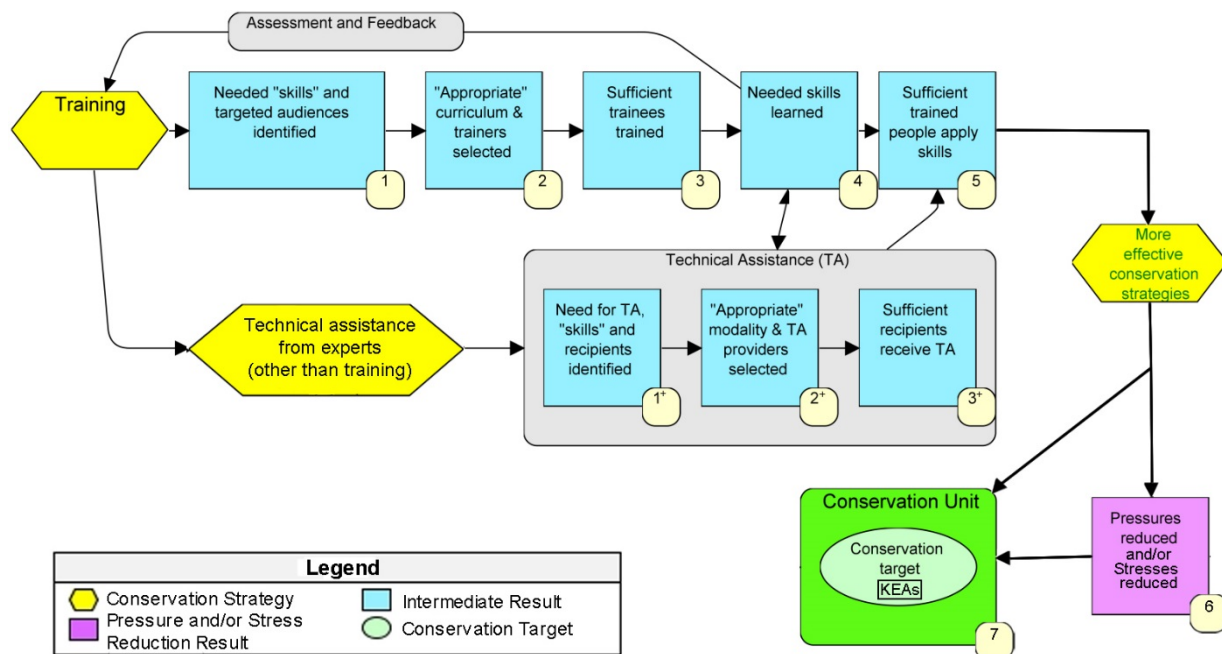 Assessment and Feedback
Training
Needed "skills" and
targeted audiences
identified
1
"Appropriate"
curriculum &
trainers
selected
2
Sufficient
trainees
trained
3
Needed skills
learned
4
Sufficient
trained
people apply
skills
5
More
effective
conservation
strategies
Technical assistance
from experts
(other than training)
Technical Assistance (TA)
Need for TA,
"skills" and
recipients
identified
1+
"Appropriate"
modality & TA
providers
selected
2+
Sufficient
recipients
receive TA
3+
Conservation Unit
Conservation
target
KEAs
7
Pressures
reduced
and/or
Stresses
reduced
6
Legend
Conservation Strategy
Pressure and/or Stress
Reduction Result
Intermediate Result
Conservation Target